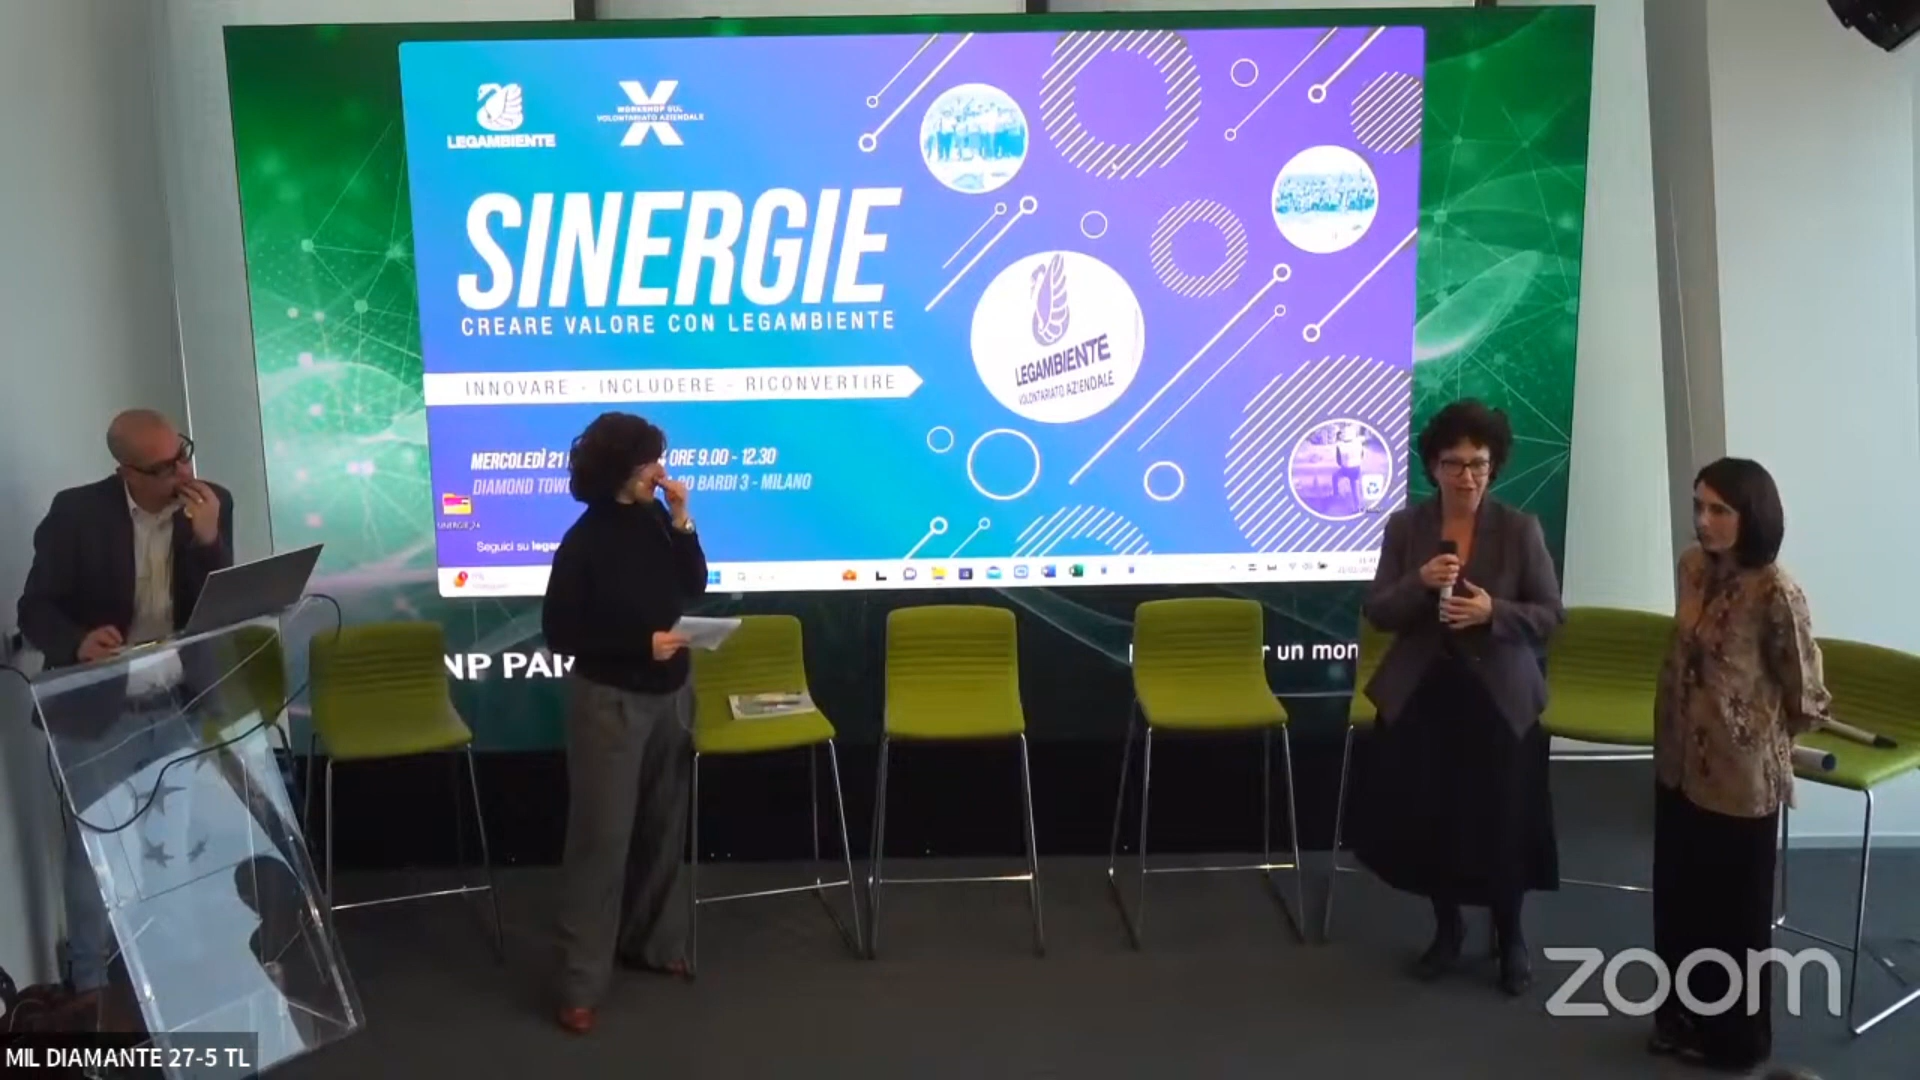 LEGAMBIENTE
WORKSHOP SUL
VOLONTARIATO AZIENDALE
X
SINERGIE
CREARE VALORE CON LEGAMBIENTE
INNOVARE - INCLUDERE - RICONVERTIRE
LEGAMBIENTE
VOLONTARIATO AZIENDALE
MERCOLEDÌ 21
ORE 9.00 - 12.30
DIAMOND
BARDI 3 - MILANO
SINERGIE_24
Seguici su
NP PAR
r un mon
zoom
MIL DIAMANTE 27-5 TL